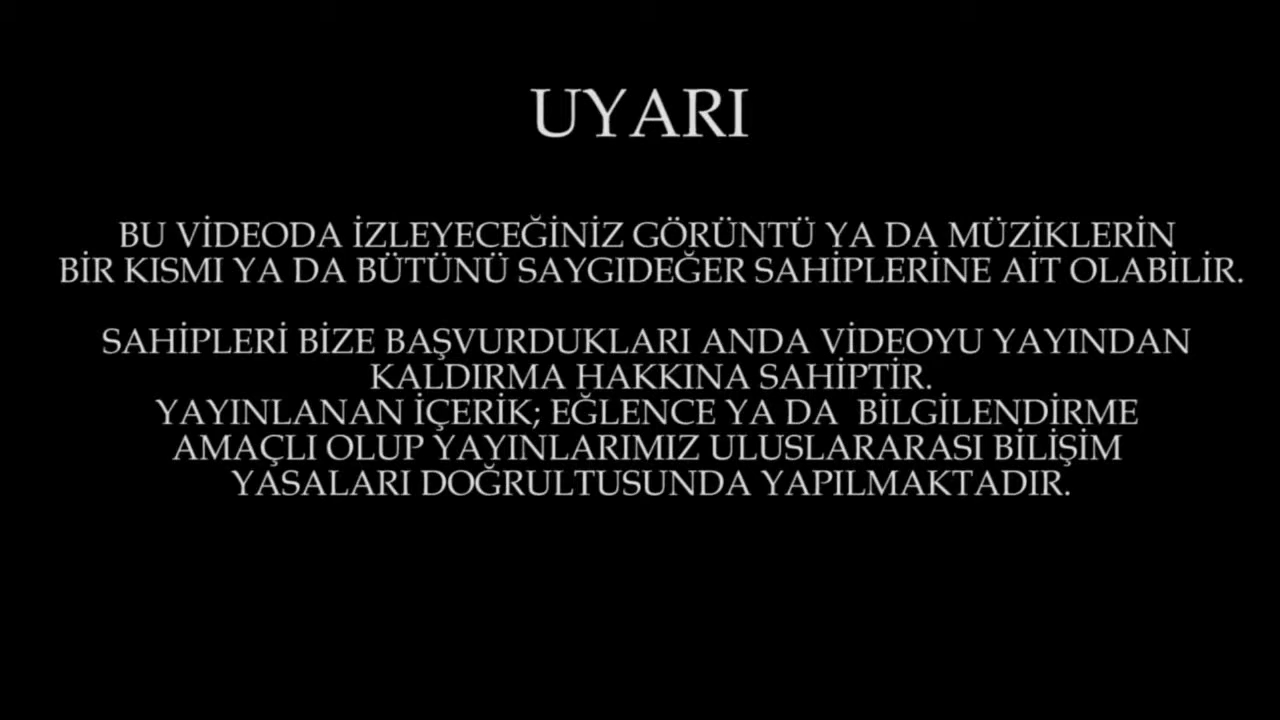 UYARI
BU VİDEODA İZLEYECEĞİNİZ GÖRÜNTÜ YA DA MÜZİKLERİN
BİR KISMI YA DA BÜTÜNÜ SAYGIDEĞER SAHİPLERİNE AİT OLABİLİR.
SAHİPLERİ BİZE BAŞVURDUKLARI ANDA VİDEOYU YAYINDAN
KALDIRMA HAKKINA SAHİPTİR.
YAYINLANAN İÇERİK; EĞLENCE YA DA  BİLGİLENDİRME
AMAÇLI OLUP YAYINLARIMIZ ULUSLARARASI BİLİŞİM
YASALARI DOĞRULTUSUNDA YAPILMAKTADIR.